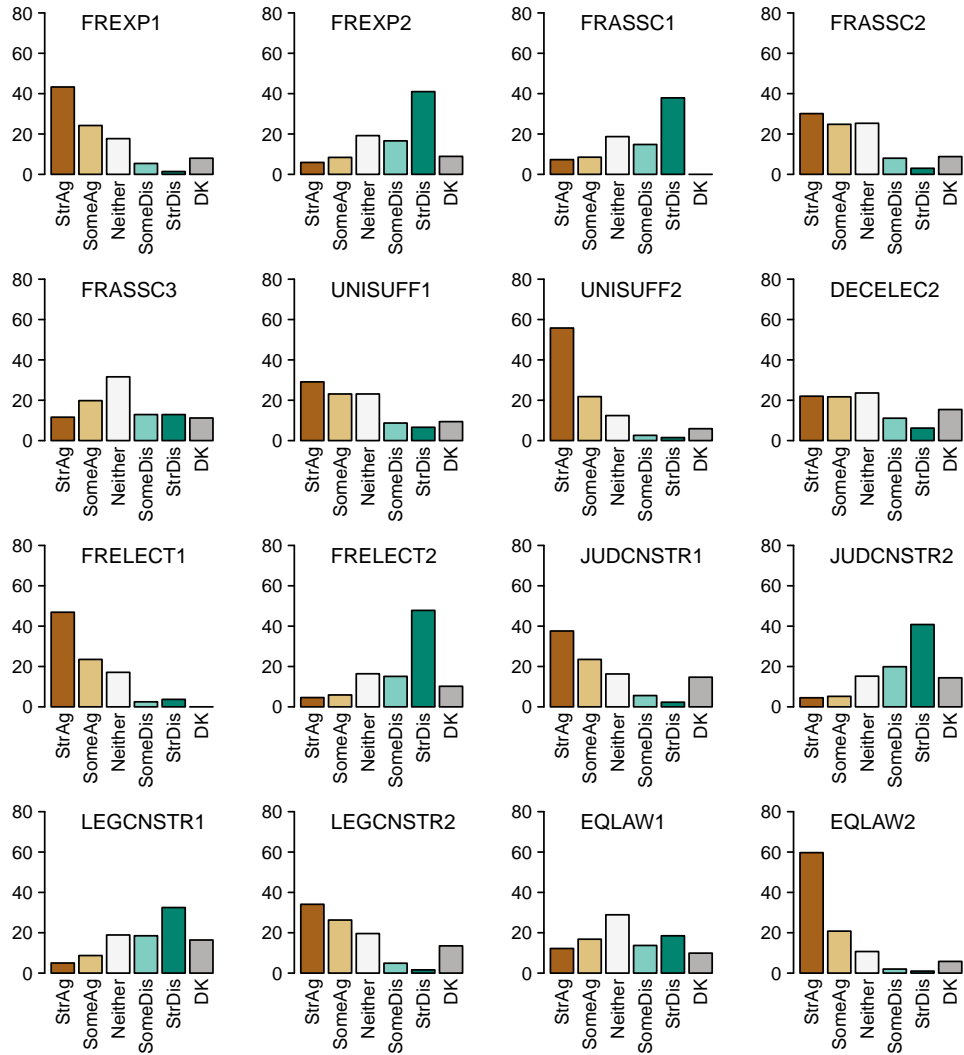 FREXP1
80
60
40
20
0
StrAg
SomeAg
Neither
SomeDis
StrDis
DK
FREXP2
80
60
40
20
0
StrAg
SomeAg
Neither
SomeDis
StrDis
DK
FRASSC1
80
60
40
20
0
StrAg
SomeAg
Neither
SomeDis
StrDis
DK
FRASSC2
80
60
40
20
0
StrAg
SomeAg
Neither
SomeDis
StrDis
DK
FRASSC3
80
60
40
20
0
StrAg
SomeAg
Neither
SomeDis
StrDis
DK
UNISUFF1
80
60
40
20
0
StrAg
SomeAg
Neither
SomeDis
StrDis
DK
UNISUFF2
80
60
40
20
0
StrAg
SomeAg
Neither
SomeDis
StrDis
DK
DECELEC2
80
60
40
20
0
StrAg
SomeAg
Neither
SomeDis
StrDis
DK
FRELECT1
80
60
40
20
0
StrAg
SomeAg
Neither
SomeDis
StrDis
DK
FRELECT2
80
60
40
20
0
StrAg
SomeAg
Neither
SomeDis
StrDis
DK
JUDCNSTR1
80
60
40
20
0
StrAg
SomeAg
Neither
SomeDis
StrDis
DK
JUDCNSTR2
80
60
40
20
0
StrAg
SomeAg
Neither
SomeDis
StrDis
DK
LEGCNSTR1
80
60
40
20
0
StrAg
SomeAg
Neither
SomeDis
StrDis
DK
LEGCNSTR2
80
60
40
20
0
StrAg
SomeAg
Neither
SomeDis
StrDis
DK
EQLAW1
80
60
40
20
0
StrAg
SomeAg
Neither
SomeDis
StrDis
DK
EQLAW2
80
60
40
20
0
StrAg
SomeAg
Neither
SomeDis
StrDis
DK